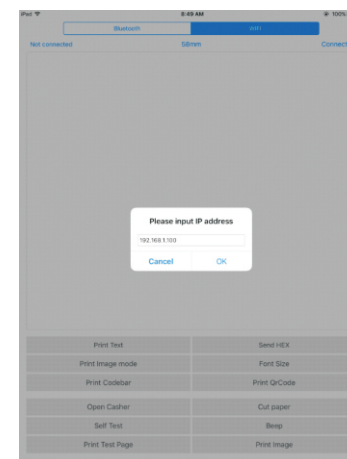 iPad 8:49 AM 100%
Bluetooth WIFI
Not connected 58mm Connect
Please input IP address
192.168.1.100
Cancel OK
Print Text Send HEX
Print Image mode Font Size
Print Codebar Print QrCode
Open Casher Cut paper
Self Test Beep
Print Test Page Print Image